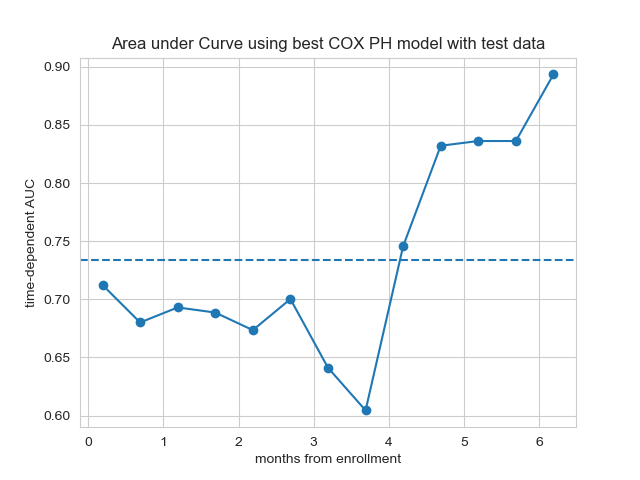 Area under Curve using best COX PH model with test data
0.90
0.85
0.80
0.75
0.70
0.65
0.60
time-dependent AUC
0 1 2 3 4 5 6
months from enrollment